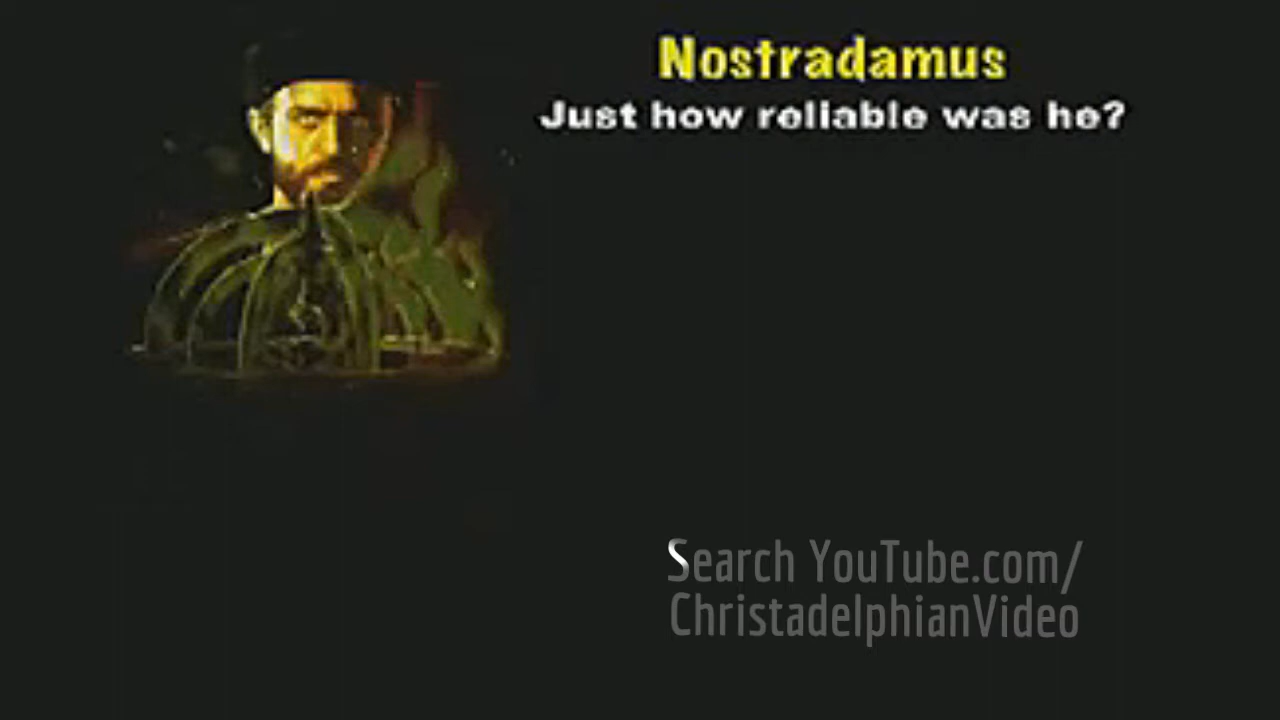 Nostradamus
Just how reliable was he?
Search YouTube.com/
ChristadelphianVideo